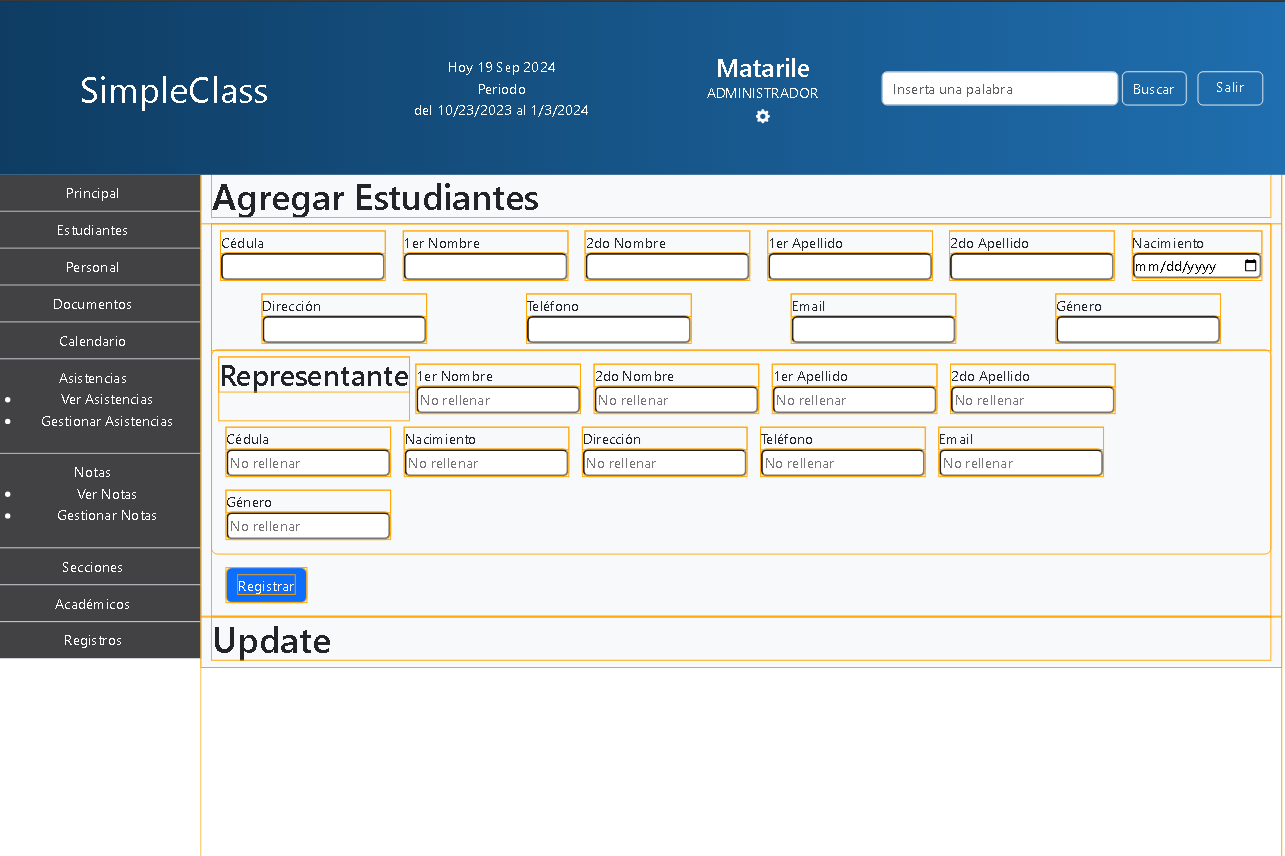 SimpleClass
Hoy 19 Sep 2024
Periodo
del 10/23/2023 al 1/3/2024
Matarile
ADMINISTRADOR
Inserta una palabra
Buscar
Salir
Principal
Estudiantes
Personal
Documentos
Calendario
Asistencias
Ver Asistencias
Gestionar Asistencias
Notas
Ver Notas
Gestionar Notas
Secciones
Académicos
Registros
Agregar Estudiantes
Cédula
1er Nombre
2do Nombre
1er Apellido
2do Apellido
Nacimiento
mm/dd/yyyy
Dirección
Teléfono
Email
Género
Representante
1er Nombre
No rellenar
2do Nombre
No rellenar
1er Apellido
No rellenar
2do Apellido
No rellenar
Cédula
No rellenar
Nacimiento
No rellenar
Dirección
No rellenar
Teléfono
No rellenar
Email
No rellenar
Género
No rellenar
Registrar
Update